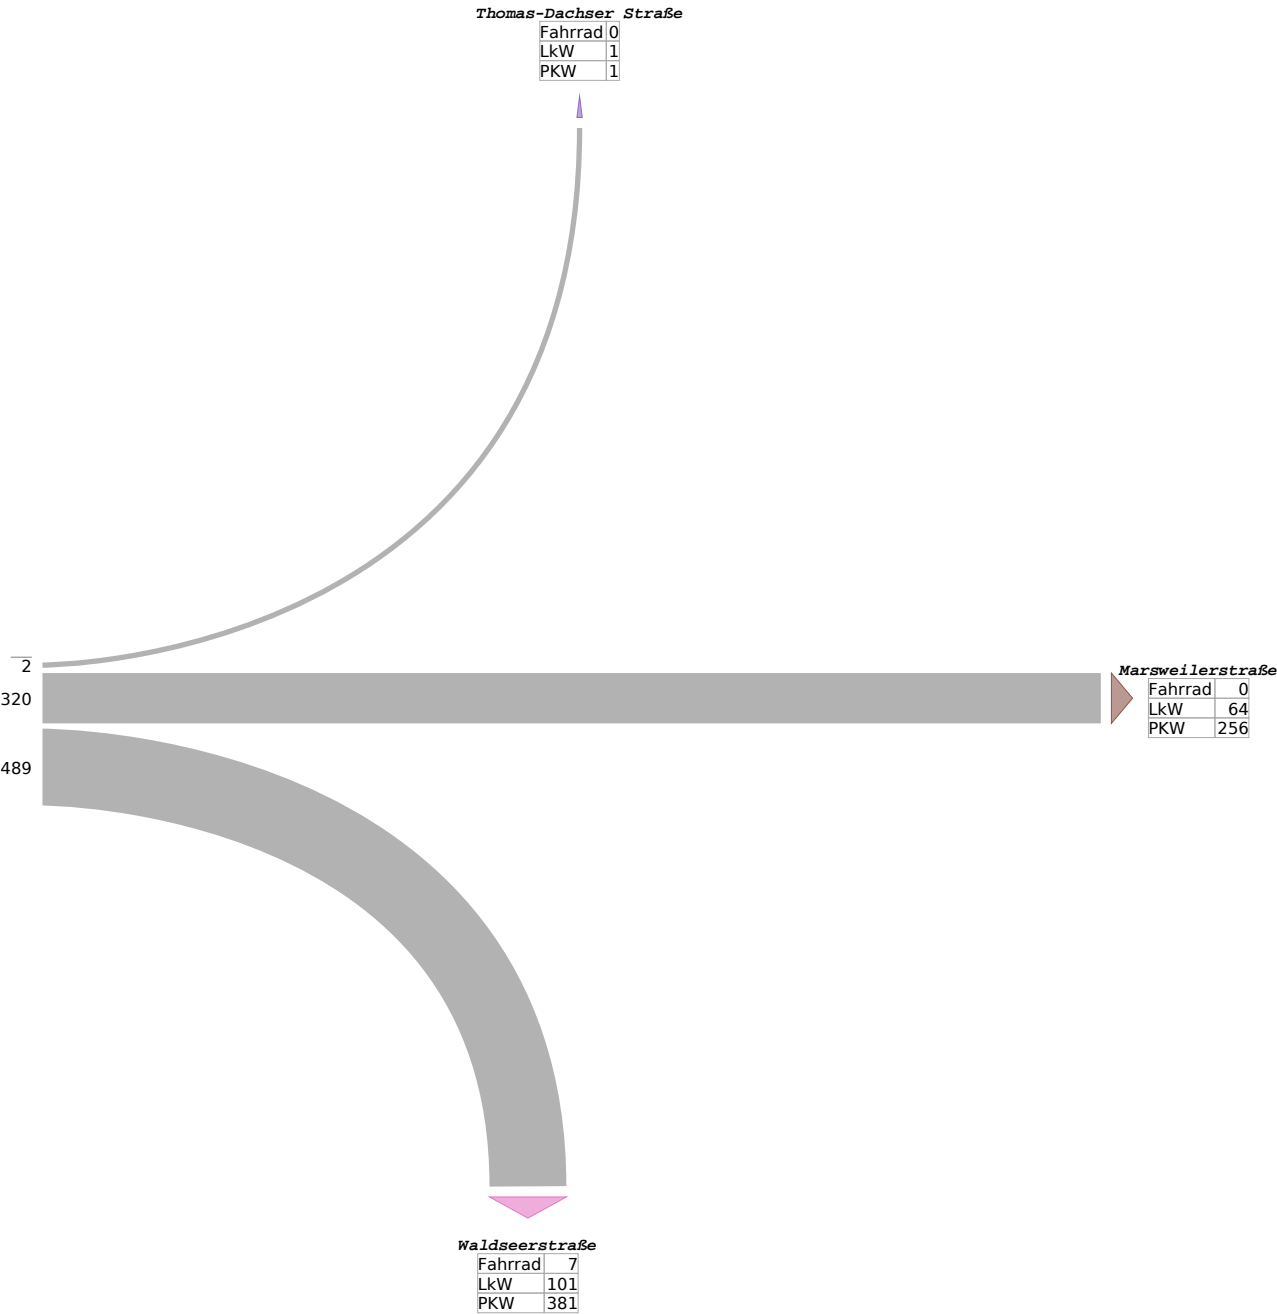 Thomas-Dachser Straße
Fahrrad 0
LkW 1
PKW 1
2
320
489
Marsweilerstraße
Fahrrad 0
LkW 64
PKW 256
Waldseerstraße
Fahrrad 7
LkW 101
PKW 381